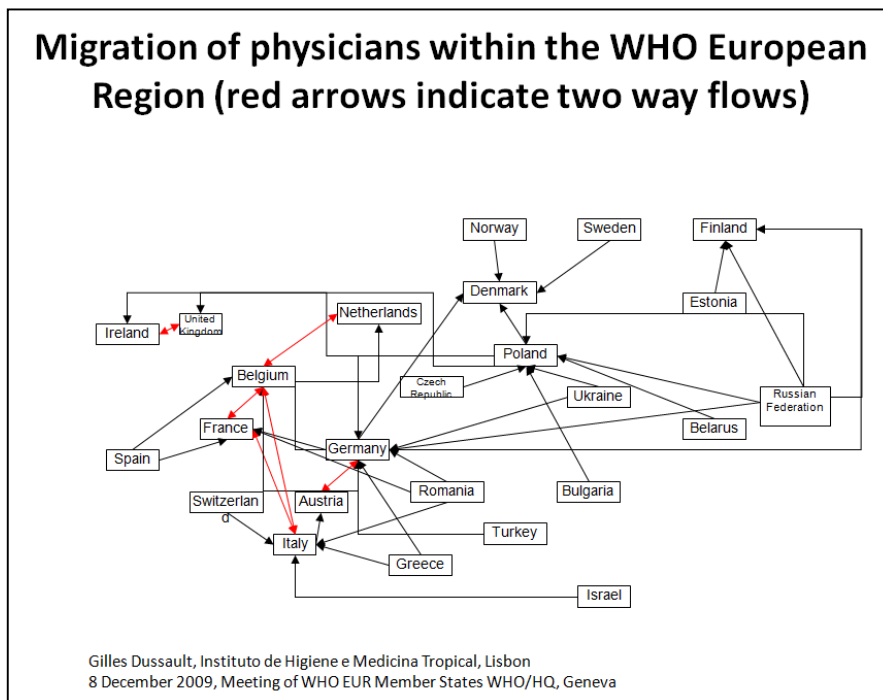 Migration of physicians within the WHO European
Region (red arrows indicate two way flows)
Norway
Sweden
Finland
Denmark
Estonia
Netherlands
United
Kingdom
Ireland
Poland
Belgium
Czech
Republic
Ukraine
Russian
Federation
France
Belarus
Germany
Spain
Switzerlan
d
Austria
Romania
Bulgaria
Turkey
Italy
Greece
Israel
Gilles Dussault, Instituto de Higiene e Medicina Tropical, Lisbon
8 December 2009, Meeting of WHO EUR Member States WHO/HQ, Geneva